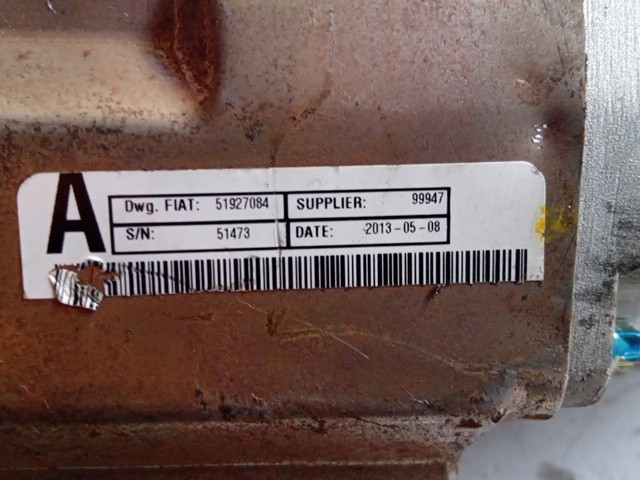 A
Dwg. FIAT: 51927084 SUPPLIER: 99947
S/N: 51473 DATE: 2013-05-08